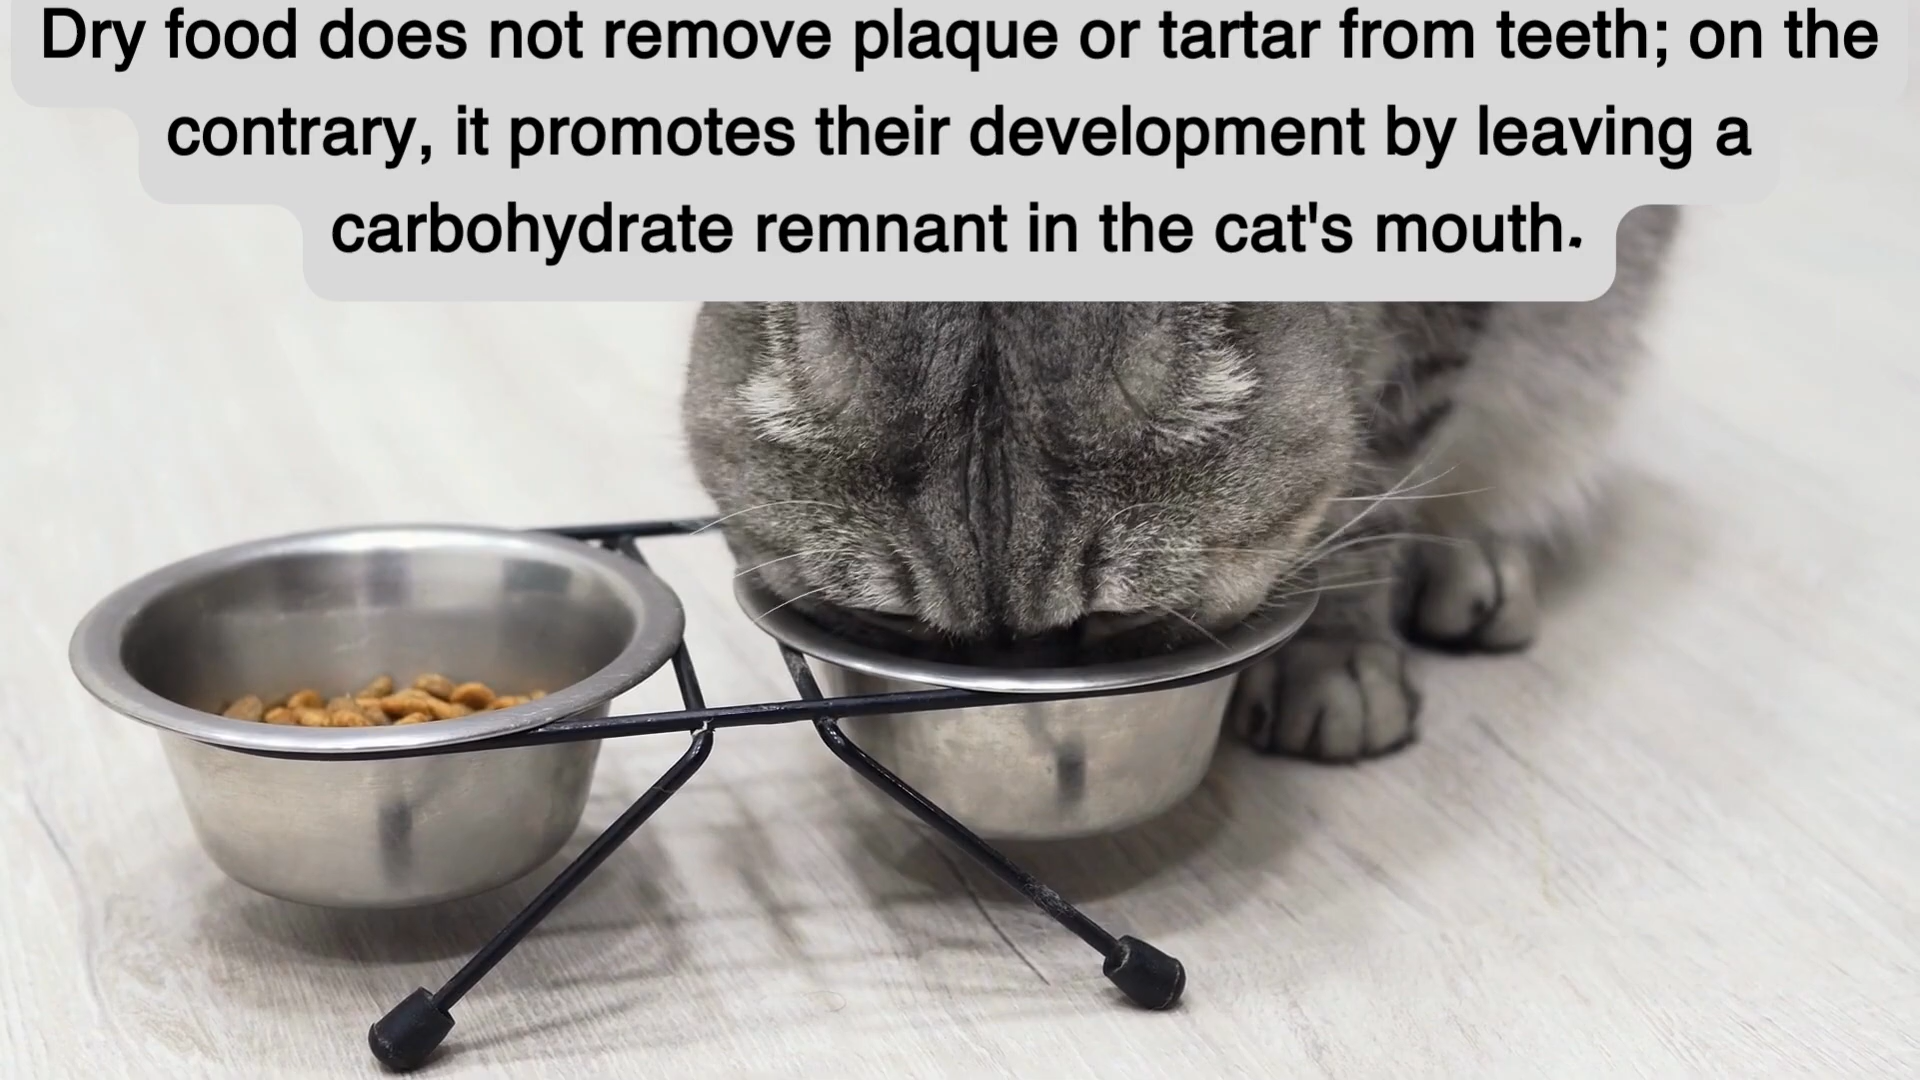 Dry food does not remove plaque or tartar from teeth; on the
contrary, it promotes their development by leaving a
carbohydrate remnant in the cat's mouth.